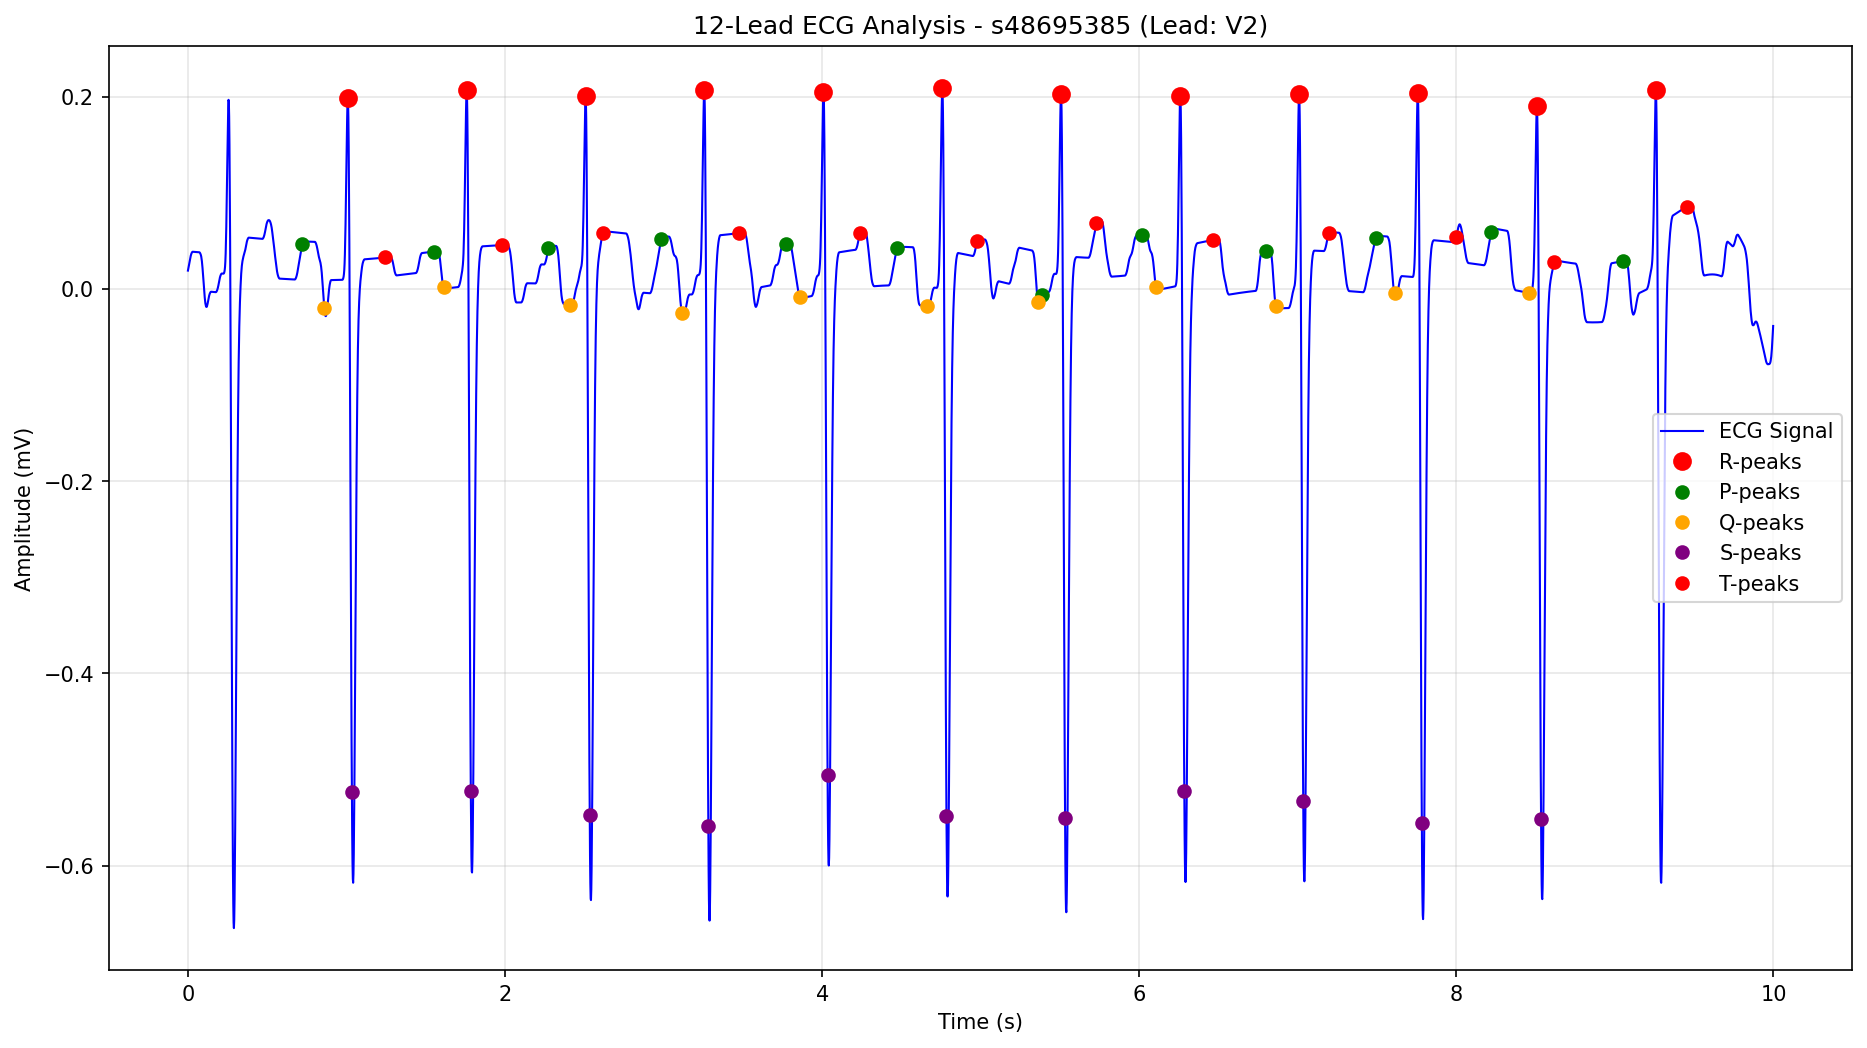 12-Lead ECG Analysis - s48695385 (Lead: V2)
Amplitude (mV)
0.2
0.0
−0.2
−0.4
−0.6
ECG Signal
R-peaks
P-peaks
Q-peaks
S-peaks
T-peaks
0 2 4 6 8 10
Time (s)